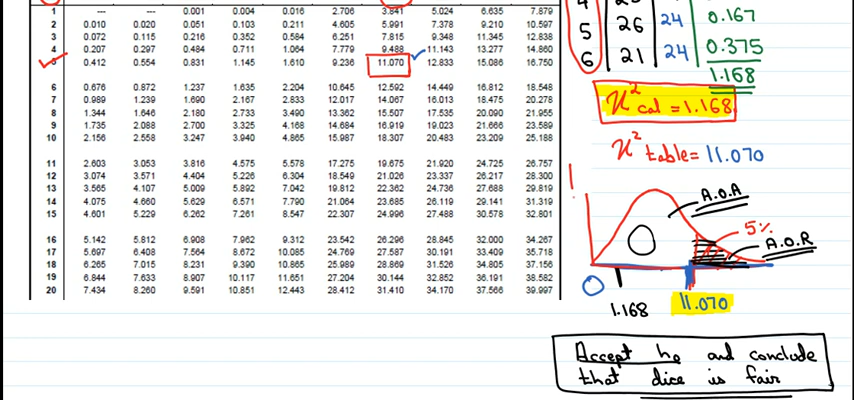 1 --- --- 0.001 0.004 0.016 2.706 3.841 5.024 6.635 7.879
2 0.010 0.020 0.051 0.103 0.211 4.605 5.991 7.378 9.210 10.597
3 0.072 0.115 0.216 0.352 0.584 6.251 7.815 9.348 11.345 12.838
4 0.207 0.297 0.484 0.711 1.064 7.779 9.488 11.143 13.277 14.860
5 0.412 0.554 0.831 1.145 1.610 9.236 11.070 12.833 15.086 16.750
6 0.676 0.872 1.237 1.635 2.204 10.645 12.592 14.449 16.812 18.548
7 0.989 1.239 1.690 2.167 2.833 12.017 14.067 16.013 18.475 20.278
8 1.344 1.646 2.180 2.733 3.490 13.362 15.507 17.535 20.090 21.955
9 1.735 2.088 2.700 3.325 4.168 14.684 16.919 19.023 21.666 23.589
10 2.156 2.558 3.247 3.940 4.865 15.987 18.307 20.483 23.209 25.188
11 2.603 3.053 3.816 4.575 5.578 17.275 19.675 21.920 24.725 26.757
12 3.074 3.571 4.404 5.226 6.304 18.549 21.026 23.337 26.217 28.300
13 3.565 4.107 5.009 5.892 7.042 19.812 22.362 24.736 27.688 29.819
14 4.075 4.660 5.629 6.571 7.790 21.064 23.685 26.119 29.141 31.319
15 4.601 5.229 6.262 7.261 8.547 22.307 24.996 27.488 30.578 32.801
16 5.142 5.812 6.908 7.962 9.312 23.542 26.296 28.845 32.000 34.267
17 5.697 6.408 7.564 8.672 10.085 24.769 27.587 30.191 33.409 35.718
18 6.265 7.015 8.231 9.390 10.865 25.989 28.869 31.526 34.805 37.156
19 6.844 7.633 8.907 10.117 11.651 27.204 30.144 32.852 36.191 38.582
20 7.434 8.260 9.591 10.851 12.443 28.412 31.410 34.170 37.566 39.997
0.167
5 26 24
6 21 24 0.375
1.168
x² cal = 1.168
x² table = 11.070
A.O.A
5%
A.O.R
0
1.168 11.070
Accept ho and conclude
that dice is fair